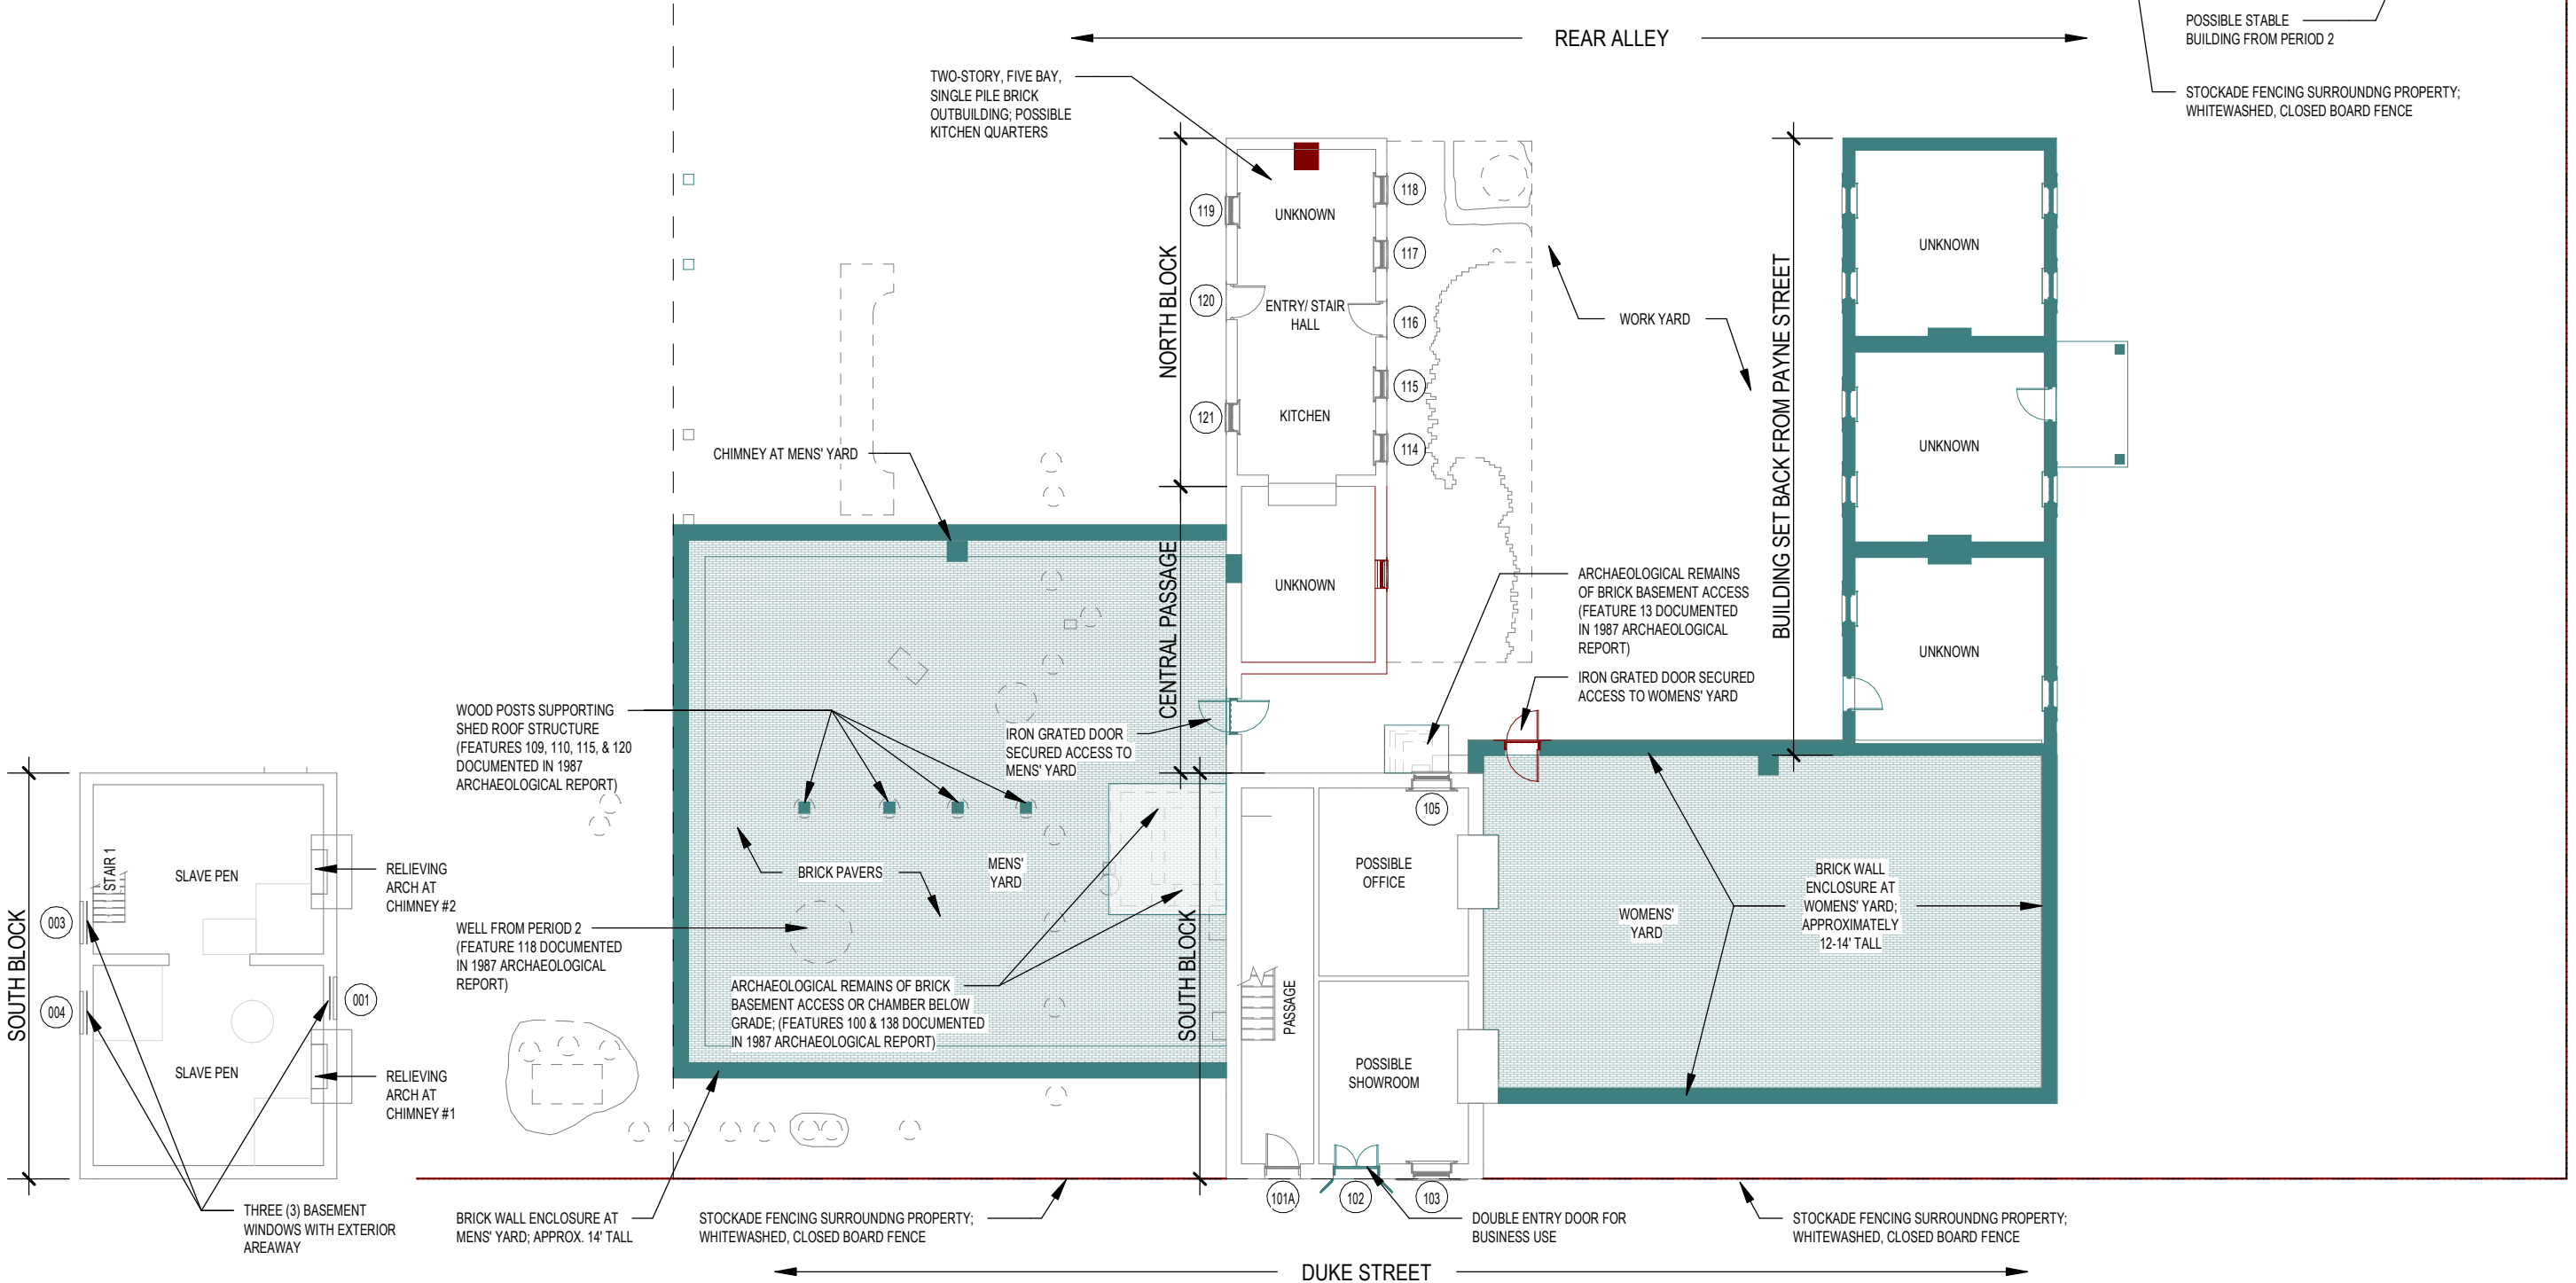 REAR ALLEY
POSSIBLE STABLE
BUILDING FROM PERIOD 2
STOCKADE FENCING SURROUNDNG PROPERTY;
WHITEWASHED, CLOSED BOARD FENCE
TWO-STORY, FIVE BAY,
SINGLE PILE BRICK
OUTBUILDING; POSSIBLE
KITCHEN QUARTERS
NORTH BLOCK
119
120
121
UNKNOWN
ENTRY/ STAIR
HALL
KITCHEN
118
117
116
115
114
WORK YARD
BUILDING SET BACK FROM PAYNE STREET
UNKNOWN
UNKNOWN
UNKNOWN
CHIMNEY AT MENS' YARD
CENTRAL PASSAGE
UNKNOWN
ARCHAEOLOGICAL REMAINS
OF BRICK BASEMENT ACCESS
(FEATURE 13 DOCUMENTED
IN 1987 ARCHAEOLOGICAL
REPORT)
IRON GRATED DOOR SECURED
ACCESS TO WOMENS' YARD
WOOD POSTS SUPPORTING
SHED ROOF STRUCTURE
(FEATURES 109, 110, 115, & 120
DOCUMENTED IN 1987
ARCHAEOLOGICAL REPORT)
IRON GRATED DOOR
SECURED ACCESS TO
MENS' YARD
BRICK PAVERS
MENS'
YARD
WELL FROM PERIOD 2
(FEATURE 118 DOCUMENTED
IN 1987 ARCHAEOLOGICAL
REPORT)
ARCHAEOLOGICAL REMAINS OF BRICK
BASEMENT ACCESS OR CHAMBER BELOW
GRADE; (FEATURES 100 & 138 DOCUMENTED
IN 1987 ARCHAEOLOGICAL REPORT)
SOUTH BLOCK
PASSAGE
105
POSSIBLE
OFFICE
POSSIBLE
SHOWROOM
WOMENS'
YARD
BRICK WALL
ENCLOSURE AT
WOMENS' YARD;
APPROXIMATELY
12-14' TALL
SOUTH BLOCK
STAIR 1
SLAVE PEN
SLAVE PEN
003
004
001
RELIEVING
ARCH AT
CHIMNEY #2
RELIEVING
ARCH AT
CHIMNEY #1
THREE (3) BASEMENT
WINDOWS WITH EXTERIOR
AREAWAY
BRICK WALL ENCLOSURE AT
MENS' YARD; APPROX. 14' TALL
STOCKADE FENCING SURROUNDNG PROPERTY;
WHITEWASHED, CLOSED BOARD FENCE
101A
102
103
DOUBLE ENTRY DOOR FOR
BUSINESS USE
STOCKADE FENCING SURROUNDNG PROPERTY;
WHITEWASHED, CLOSED BOARD FENCE
DUKE STREET